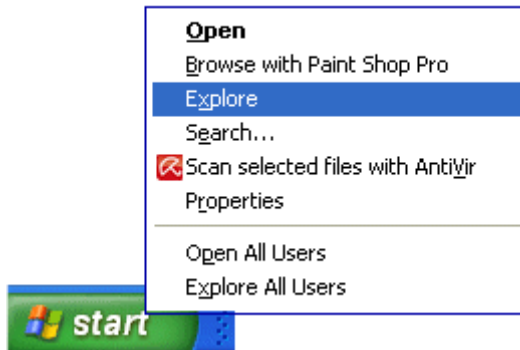 Open
Browse with Paint Shop Pro
Explore
Search...
Scan selected files with AntiVir
Properties
Open All Users
Explore All Users
start